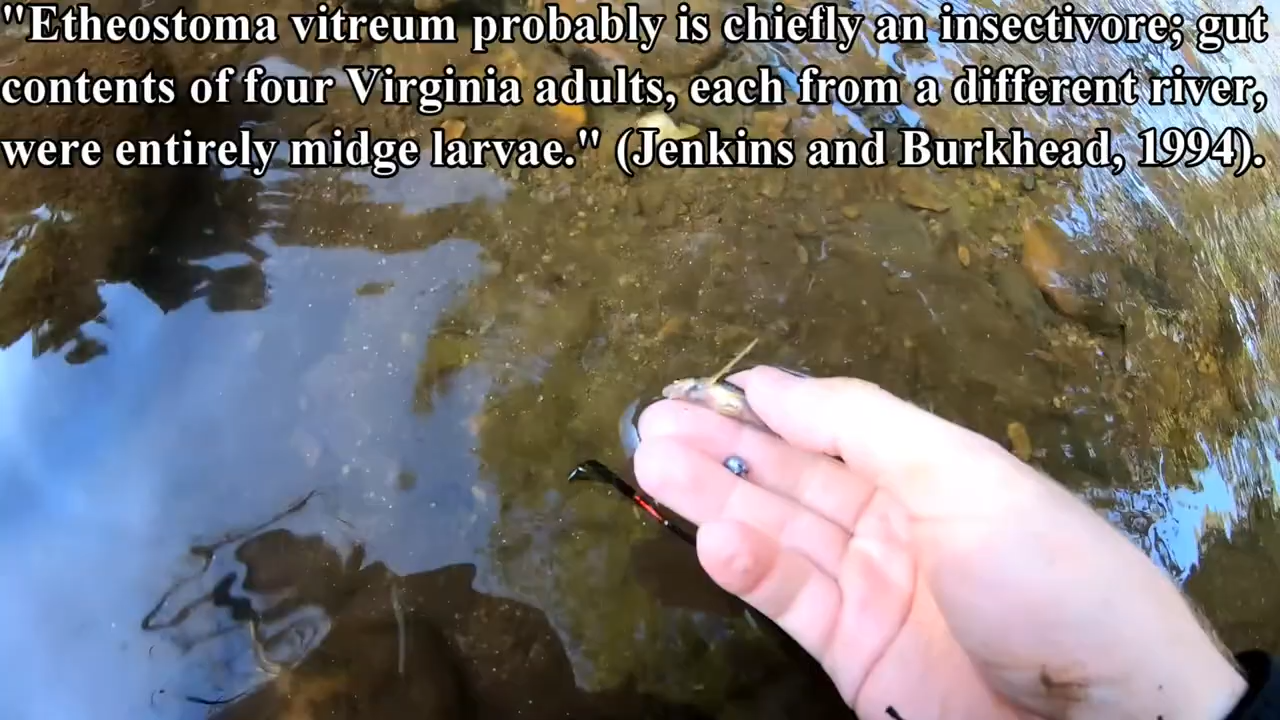 "Etheostoma vitreum probably is chiefly an insectivore; gut
contents of four Virginia adults, each from a different river,
were entirely midge larvae." (Jenkins and Burkhead, 1994).